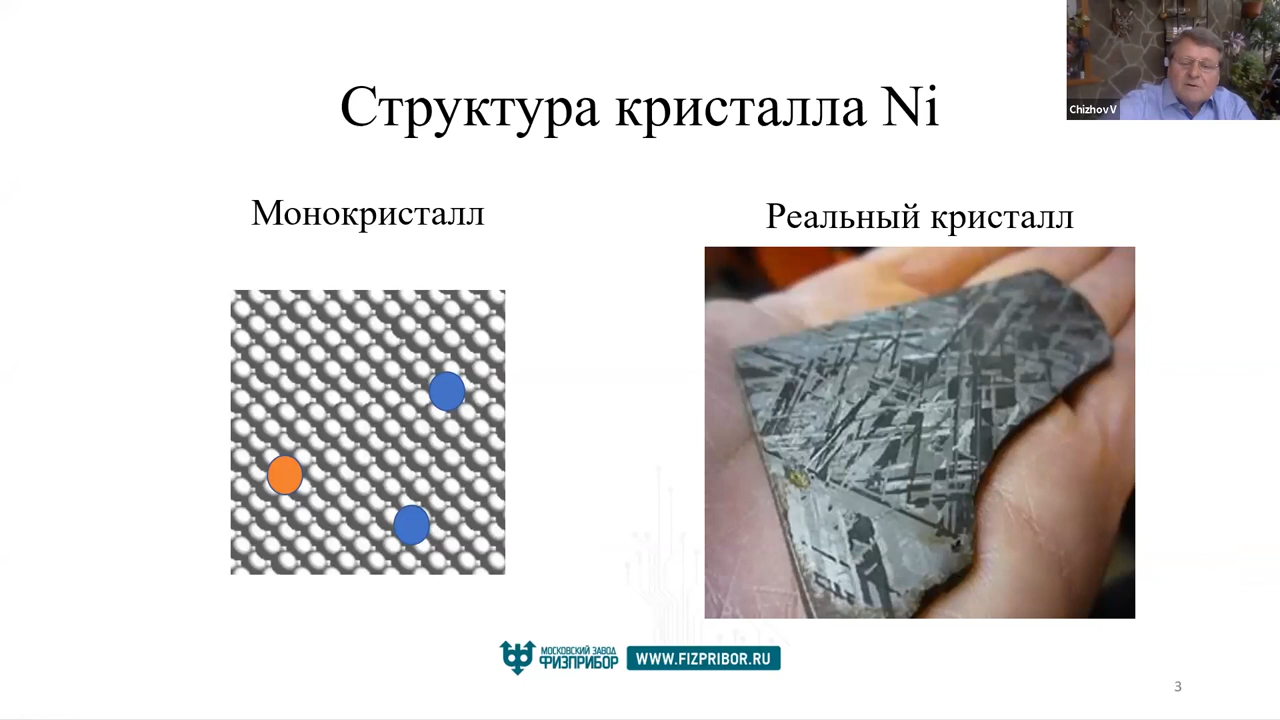 Структура кристалла Ni
Chizhov V
Монокристалл
Реальный кристалл
МОСКОВСКИЙ ЗАВОД
ФИЗПРИБОР
WWW.FIZPRIBOR.RU
3